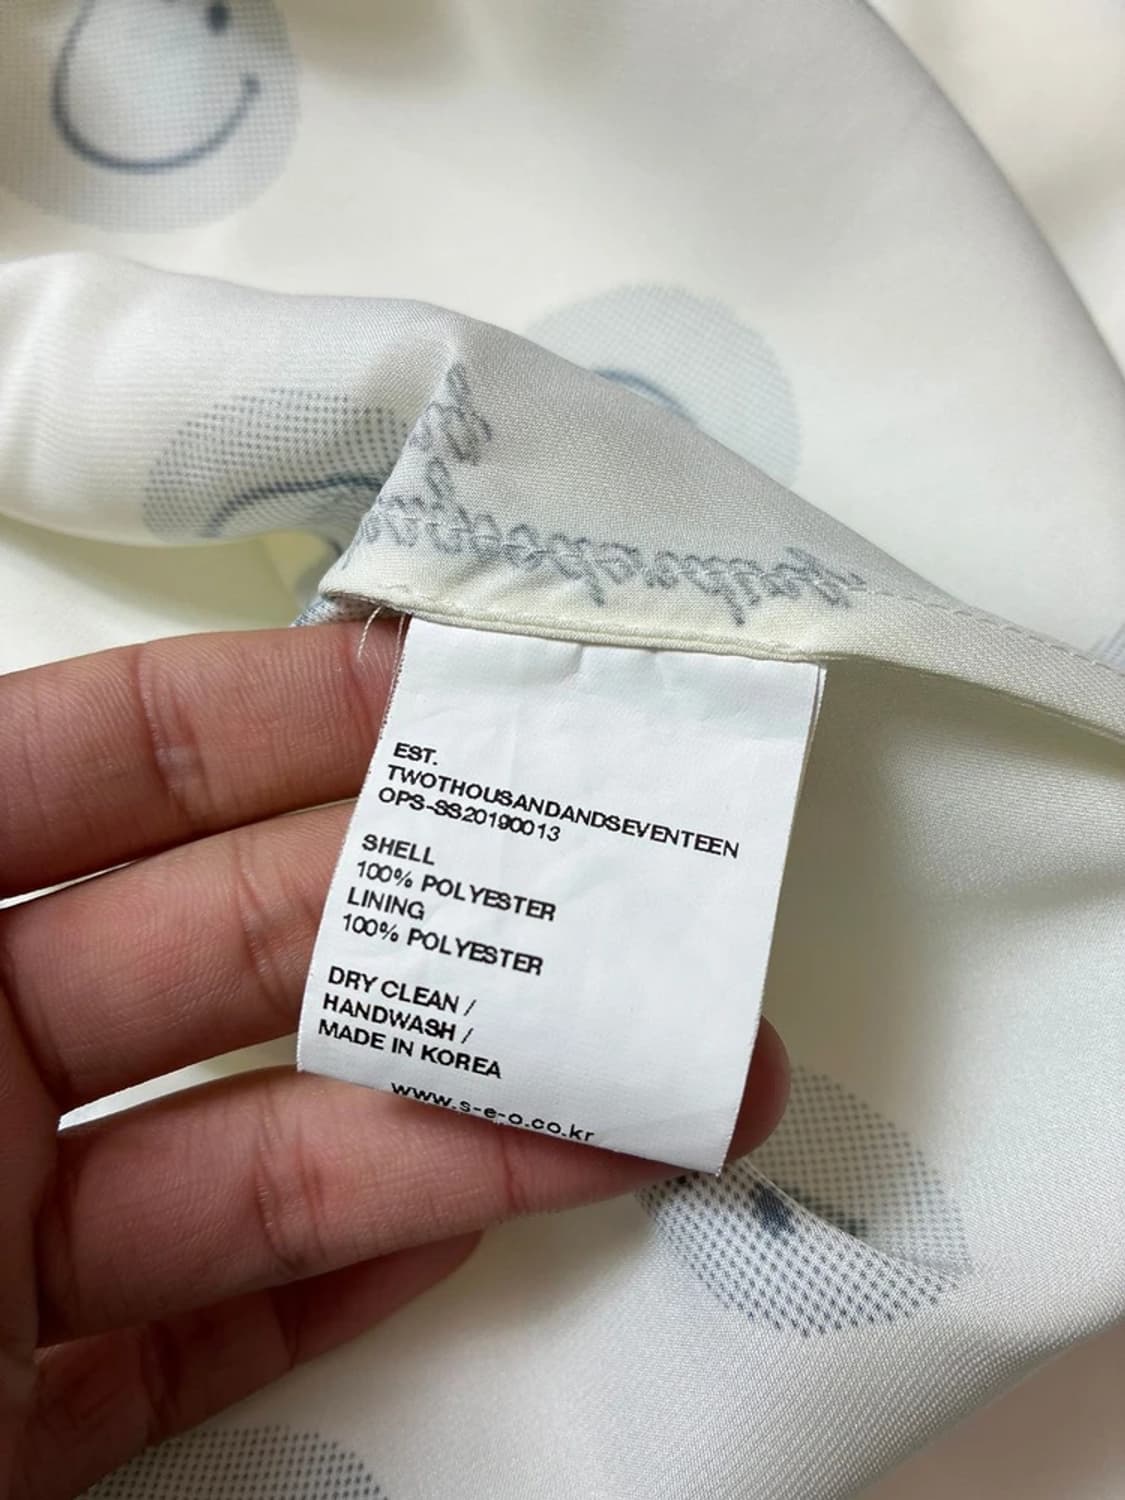 EST.
TWOTHOUSANDANDSEVENTEEN
OPS-SS20190013
SHELL
100% POLYESTER
LINING
100% POLYESTER
DRY CLEAN /
HANDWASH /
MADE IN KOREA
www.s-e-o.co.kr